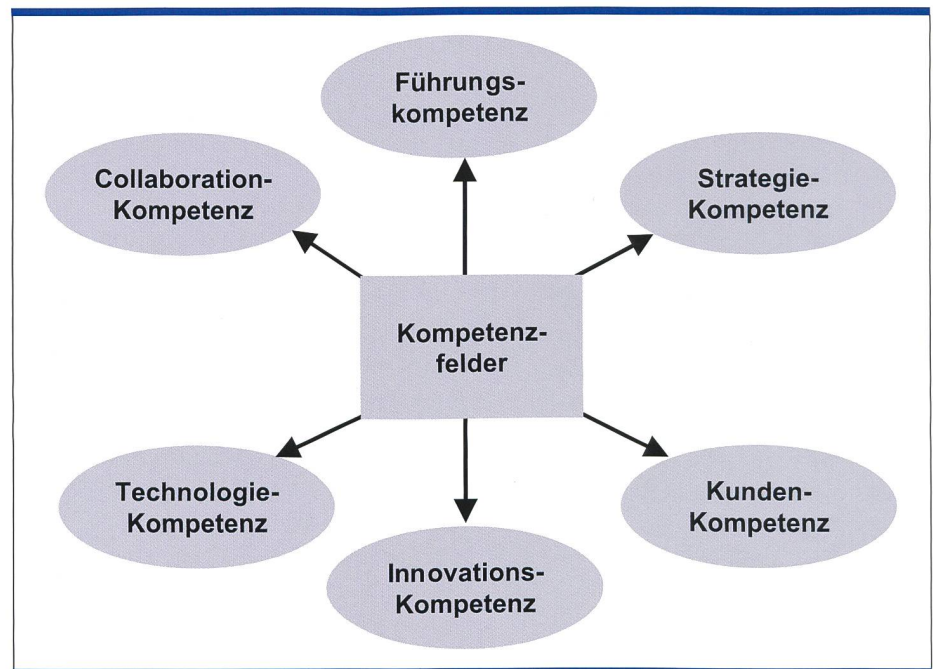 Führungs-
kompetenz
Collaboration-
Kompetenz
Strategie-
Kompetenz
Kompetenz-
felder
Technologie-
Kompetenz
Kunden-
Kompetenz
Innovations-
Kompetenz